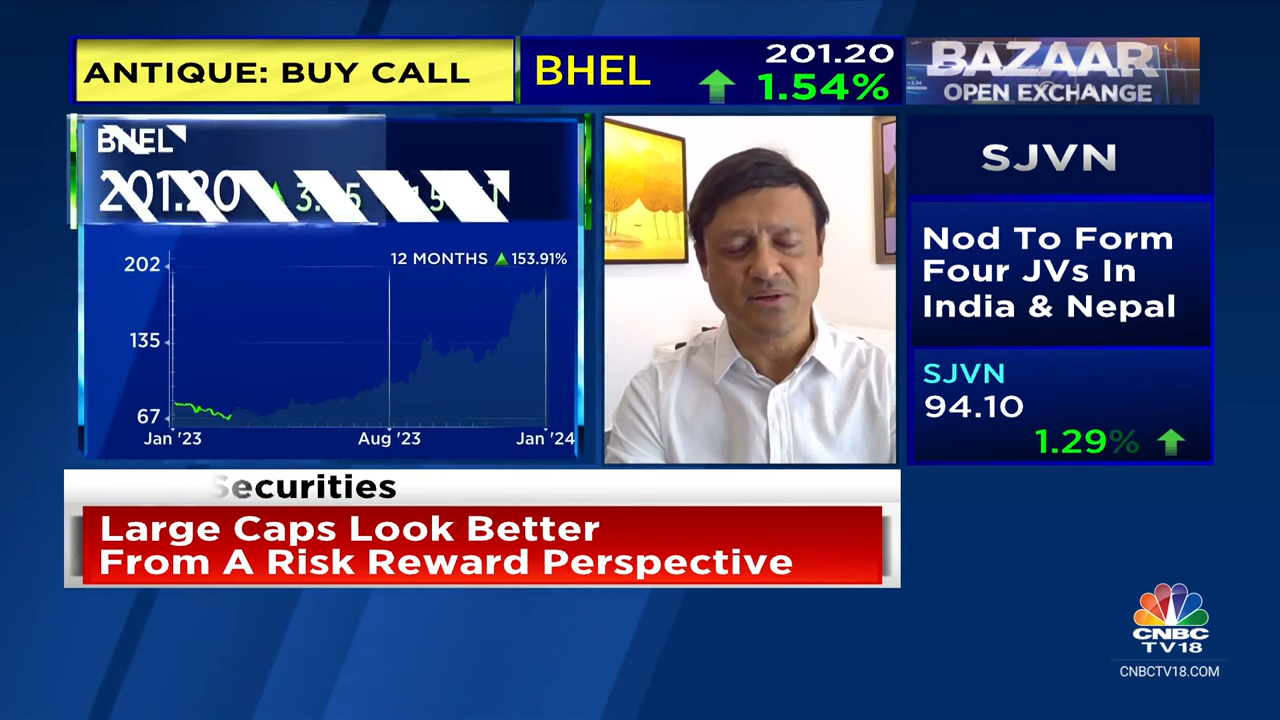 ANTIQUE: BUY CALL
BHEL
201.20
1.54%
BAZAAR
OPEN EXCHANGE
BHEL
201.20
12 MONTHS 153.91%
202
135
67
Jan '23
Aug '23
Jan '24
SJVN
Nod To Form
Four JVs In
India & Nepal
SJVN
94.10
1.29%
Securities
Large Caps Look Better
From A Risk Reward Perspective
CNBC
TV18
CNBCTV18.COM